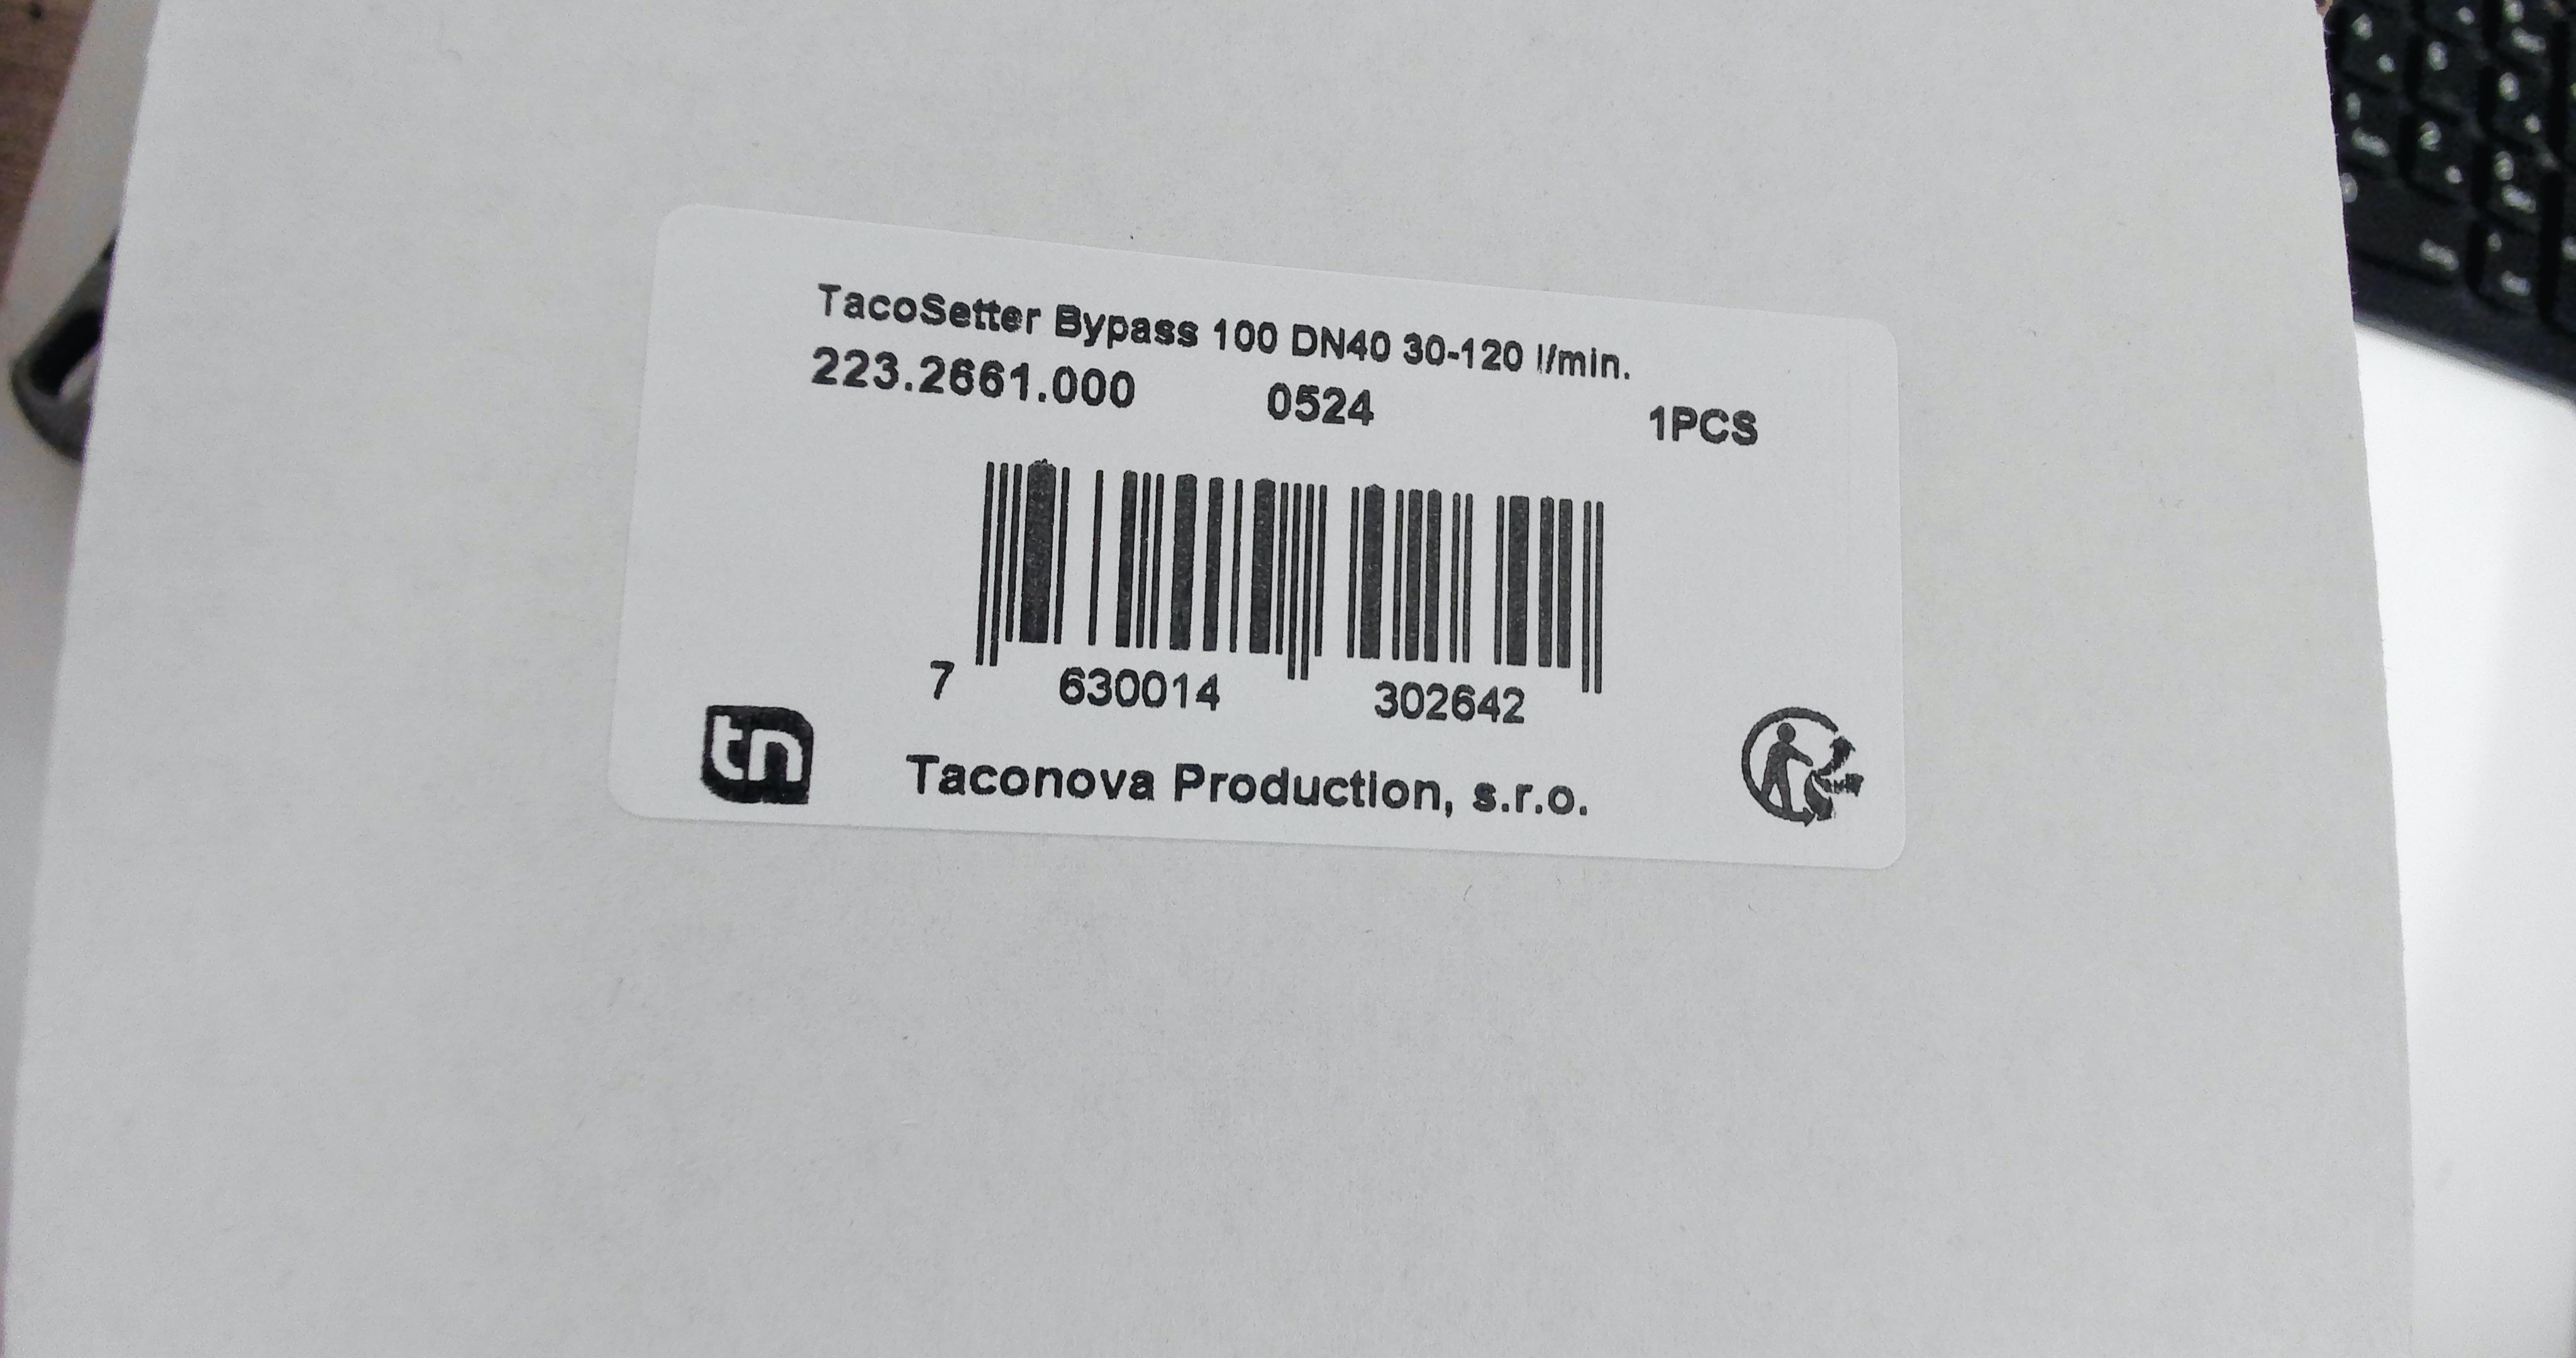 TacoSetter Bypass 100 DN40 30-120 l/min.
223.2661.000 0524 1PCS
7 630014 302642
tn
Taconova Production, s.r.o.